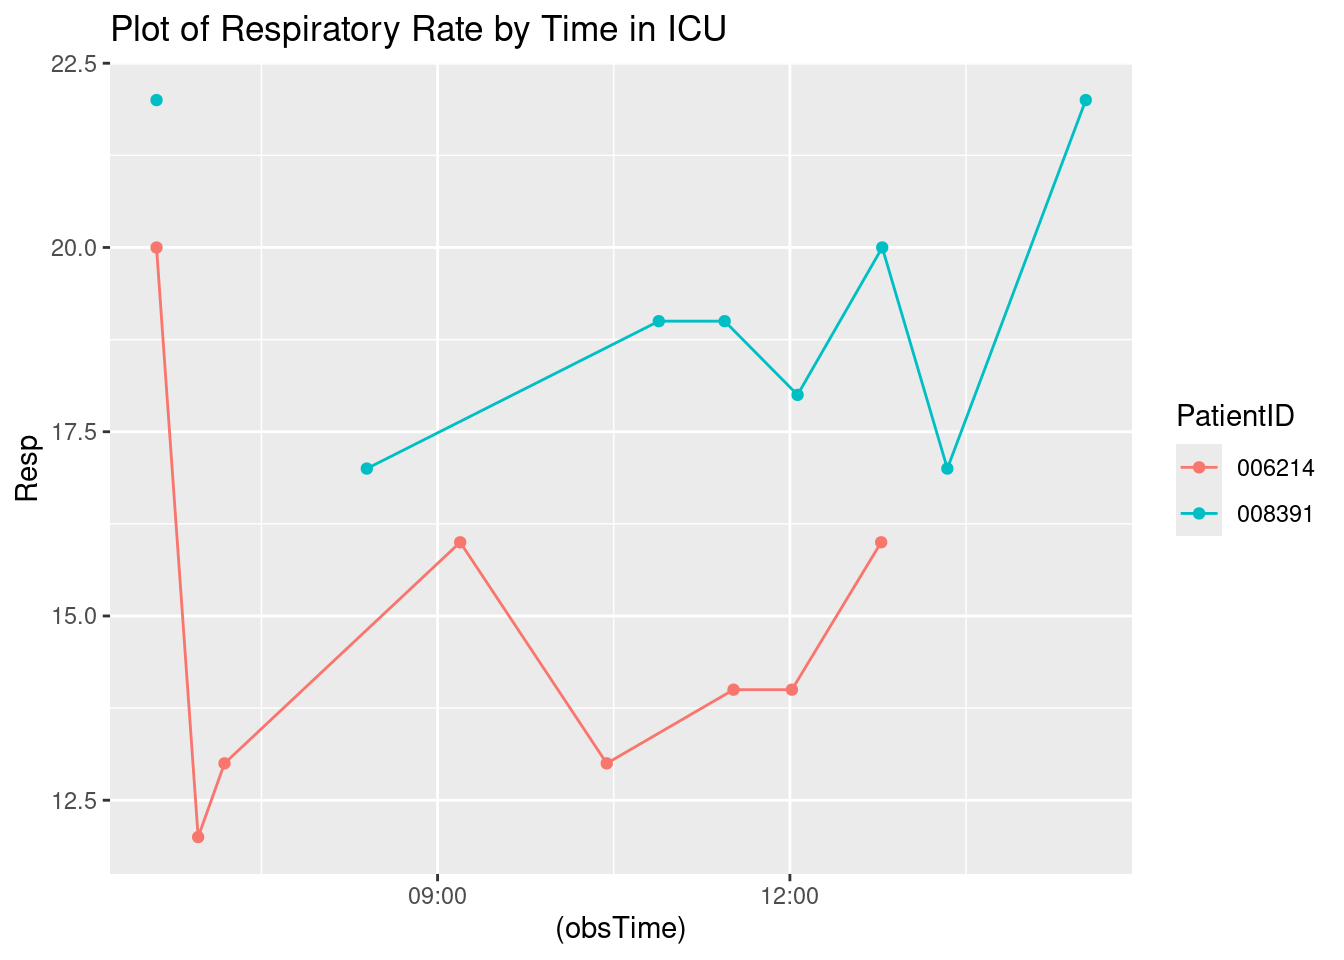 Plot of Respiratory Rate by Time in ICU
22.5
20.0
17.5
15.0
12.5
Resp
09:00
12:00
(obsTime)
PatientID
006214
008391